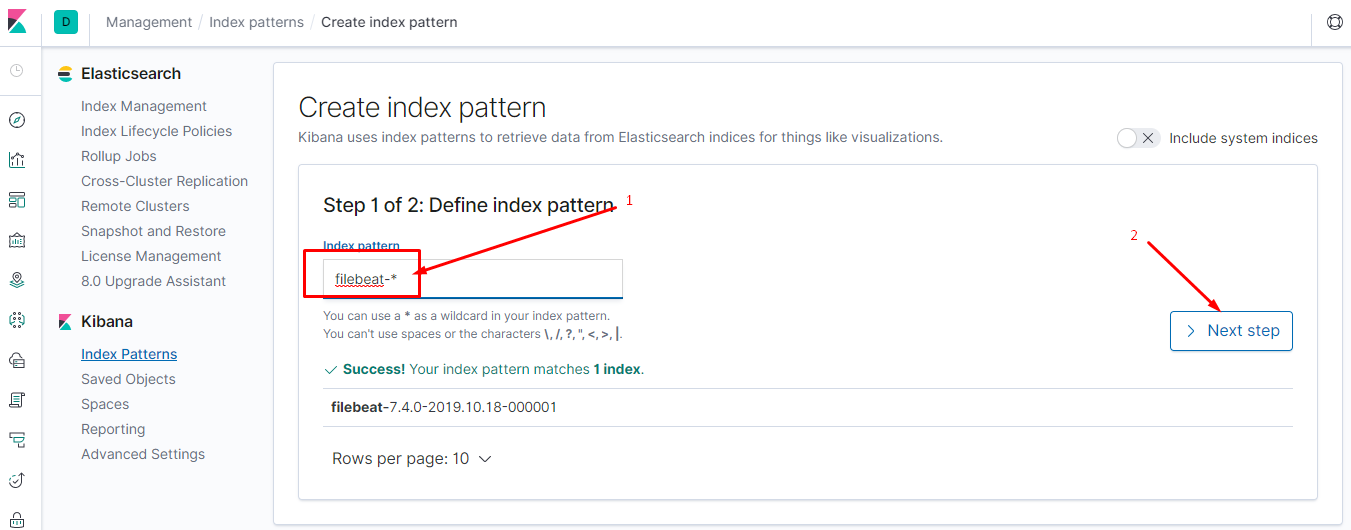 D Management / Index patterns / Create index pattern
Elasticsearch
Index Management
Index Lifecycle Policies
Rollup Jobs
Cross-Cluster Replication
Remote Clusters
Snapshot and Restore
License Management
8.0 Upgrade Assistant
Kibana
Index Patterns
Saved Objects
Spaces
Reporting
Advanced Settings
Create index pattern
Kibana uses index patterns to retrieve data from Elasticsearch indices for things like visualizations.
Include system indices
Step 1 of 2: Define index pattern
1
Index pattern
filebeat-*
You can use a * as a wildcard in your index pattern.
You can't use spaces or the characters \, /, ?, ", <, >, |.
2
Next step
Success! Your index pattern matches 1 index.
filebeat-7.4.0-2019.10.18-000001
Rows per page: 10